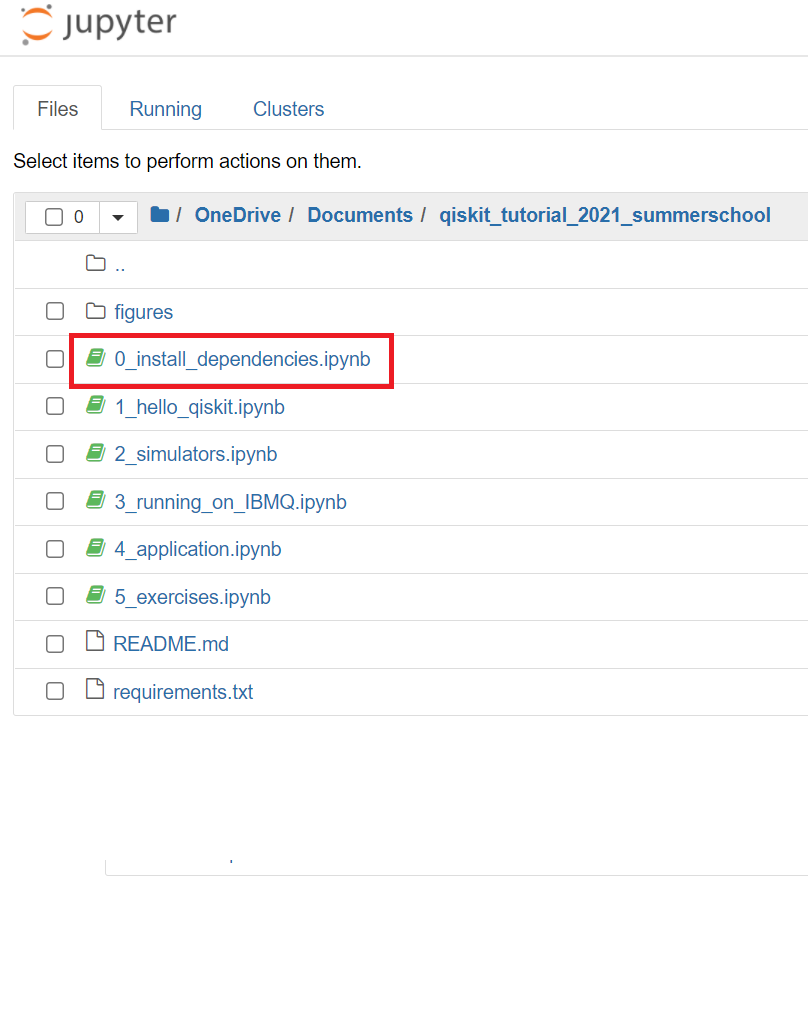 jupyter
Files Running Clusters
Select items to perform actions on them.
0 / OneDrive / Documents / qiskit_tutorial_2021_summerschool
..
figures
0_install_dependencies.ipynb
1_hello_qiskit.ipynb
2_simulators.ipynb
3_running_on_IBMQ.ipynb
4_application.ipynb
5_exercises.ipynb
README.md
requirements.txt